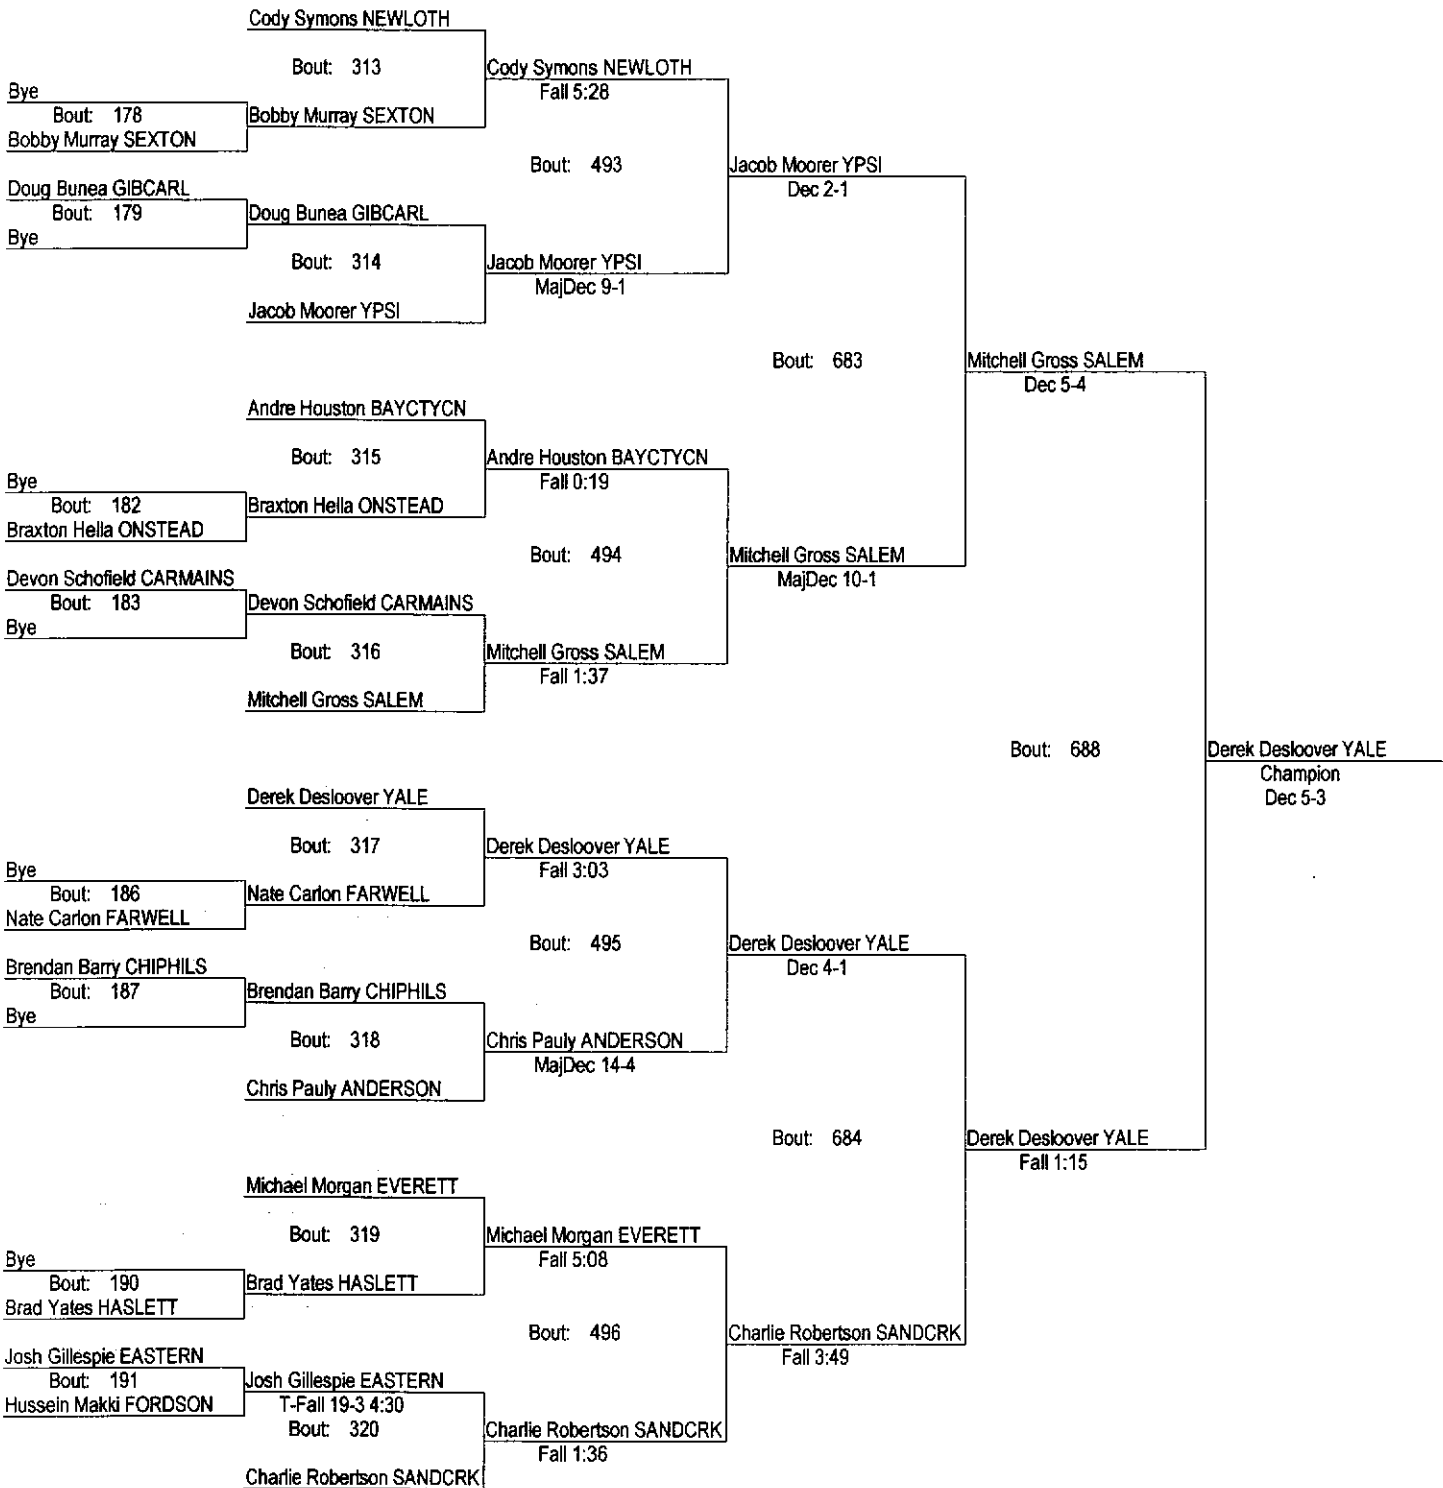 Cody Symons NEWLOTH
Bout: 313
Cody Symons NEWLOTH
Fall 5:28
Bye
Bout: 178
Bobby Murray SEXTON
Bobby Murray SEXTON
Bout: 493
Jacob Moorer YPSI
Dec 2-1
Doug Bunea GIBCARL
Bout: 179
Bye
Doug Bunea GIBCARL
Bout: 314
Jacob Moorer YPSI
MajDec 9-1
Jacob Moorer YPSI
Bout: 683
Mitchell Gross SALEM
Dec 5-4
Andre Houston BAYCTYCN
Bout: 315
Andre Houston BAYCTYCN
Fall 0:19
Bye
Bout: 182
Braxton Hella ONSTEAD
Braxton Hella ONSTEAD
Bout: 494
Mitchell Gross SALEM
MajDec 10-1
Devon Schofield CARMAINS
Bout: 183
Bye
Devon Schofield CARMAINS
Bout: 316
Mitchell Gross SALEM
Fall 1:37
Mitchell Gross SALEM
Bout: 688
Derek Desloover YALE
Champion
Dec 5-3
Derek Desloover YALE
Bout: 317
Derek Desloover YALE
Fall 3:03
Bye
Bout: 186
Nate Carlon FARWELL
Nate Carlon FARWELL
Bout: 495
Derek Desloover YALE
Dec 4-1
Brendan Barry CHIPHILS
Bout: 187
Bye
Brendan Barry CHIPHILS
Bout: 318
Chris Pauly ANDERSON
MajDec 14-4
Chris Pauly ANDERSON
Bout: 684
Derek Desloover YALE
Fall 1:15
Michael Morgan EVERETT
Bout: 319
Michael Morgan EVERETT
Fall 5:08
Bye
Bout: 190
Brad Yates HASLETT
Brad Yates HASLETT
Bout: 496
Charlie Robertson SANDCRK
Fall 3:49
Josh Gillespie EASTERN
Bout: 191
Hussein Makki FORDSON
Josh Gillespie EASTERN
T-Fall 19-3 4:30
Bout: 320
Charlie Robertson SANDCRK
Fall 1:36
Charlie Robertson SANDCRK